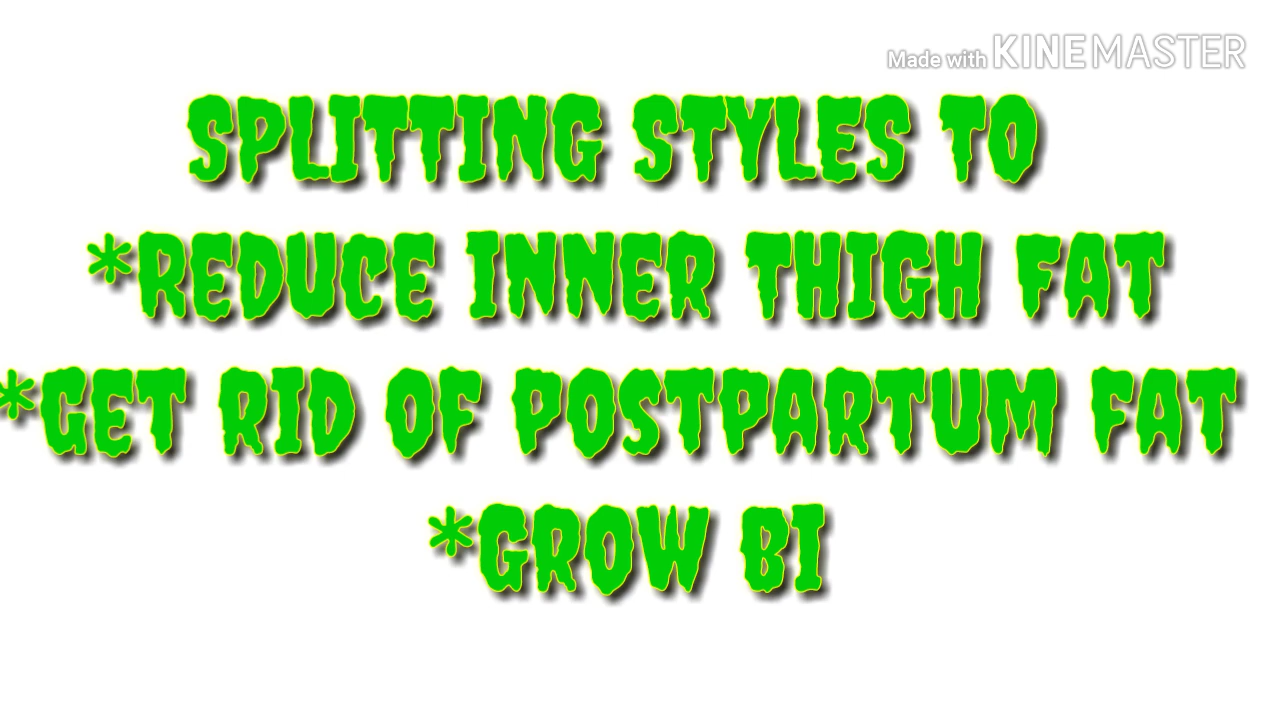 Made with KINEMASTER
SPLITTING STYLES TO
*REDUCE INNER THIGH FAT
*GET RID OF POSTPARTUM FAT
*GROW BI